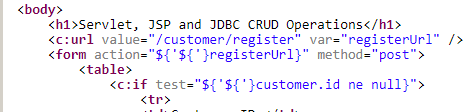 <body>
<h1>Servlet, JSP and JDBC CRUD Operations</h1>
<c:url value="/customer/register" var="registerUrl" />
<form action="${'${'}registerUrl}" method="post">
<table>
<c:if test="${'${'}customer.id ne null}">
<tr>